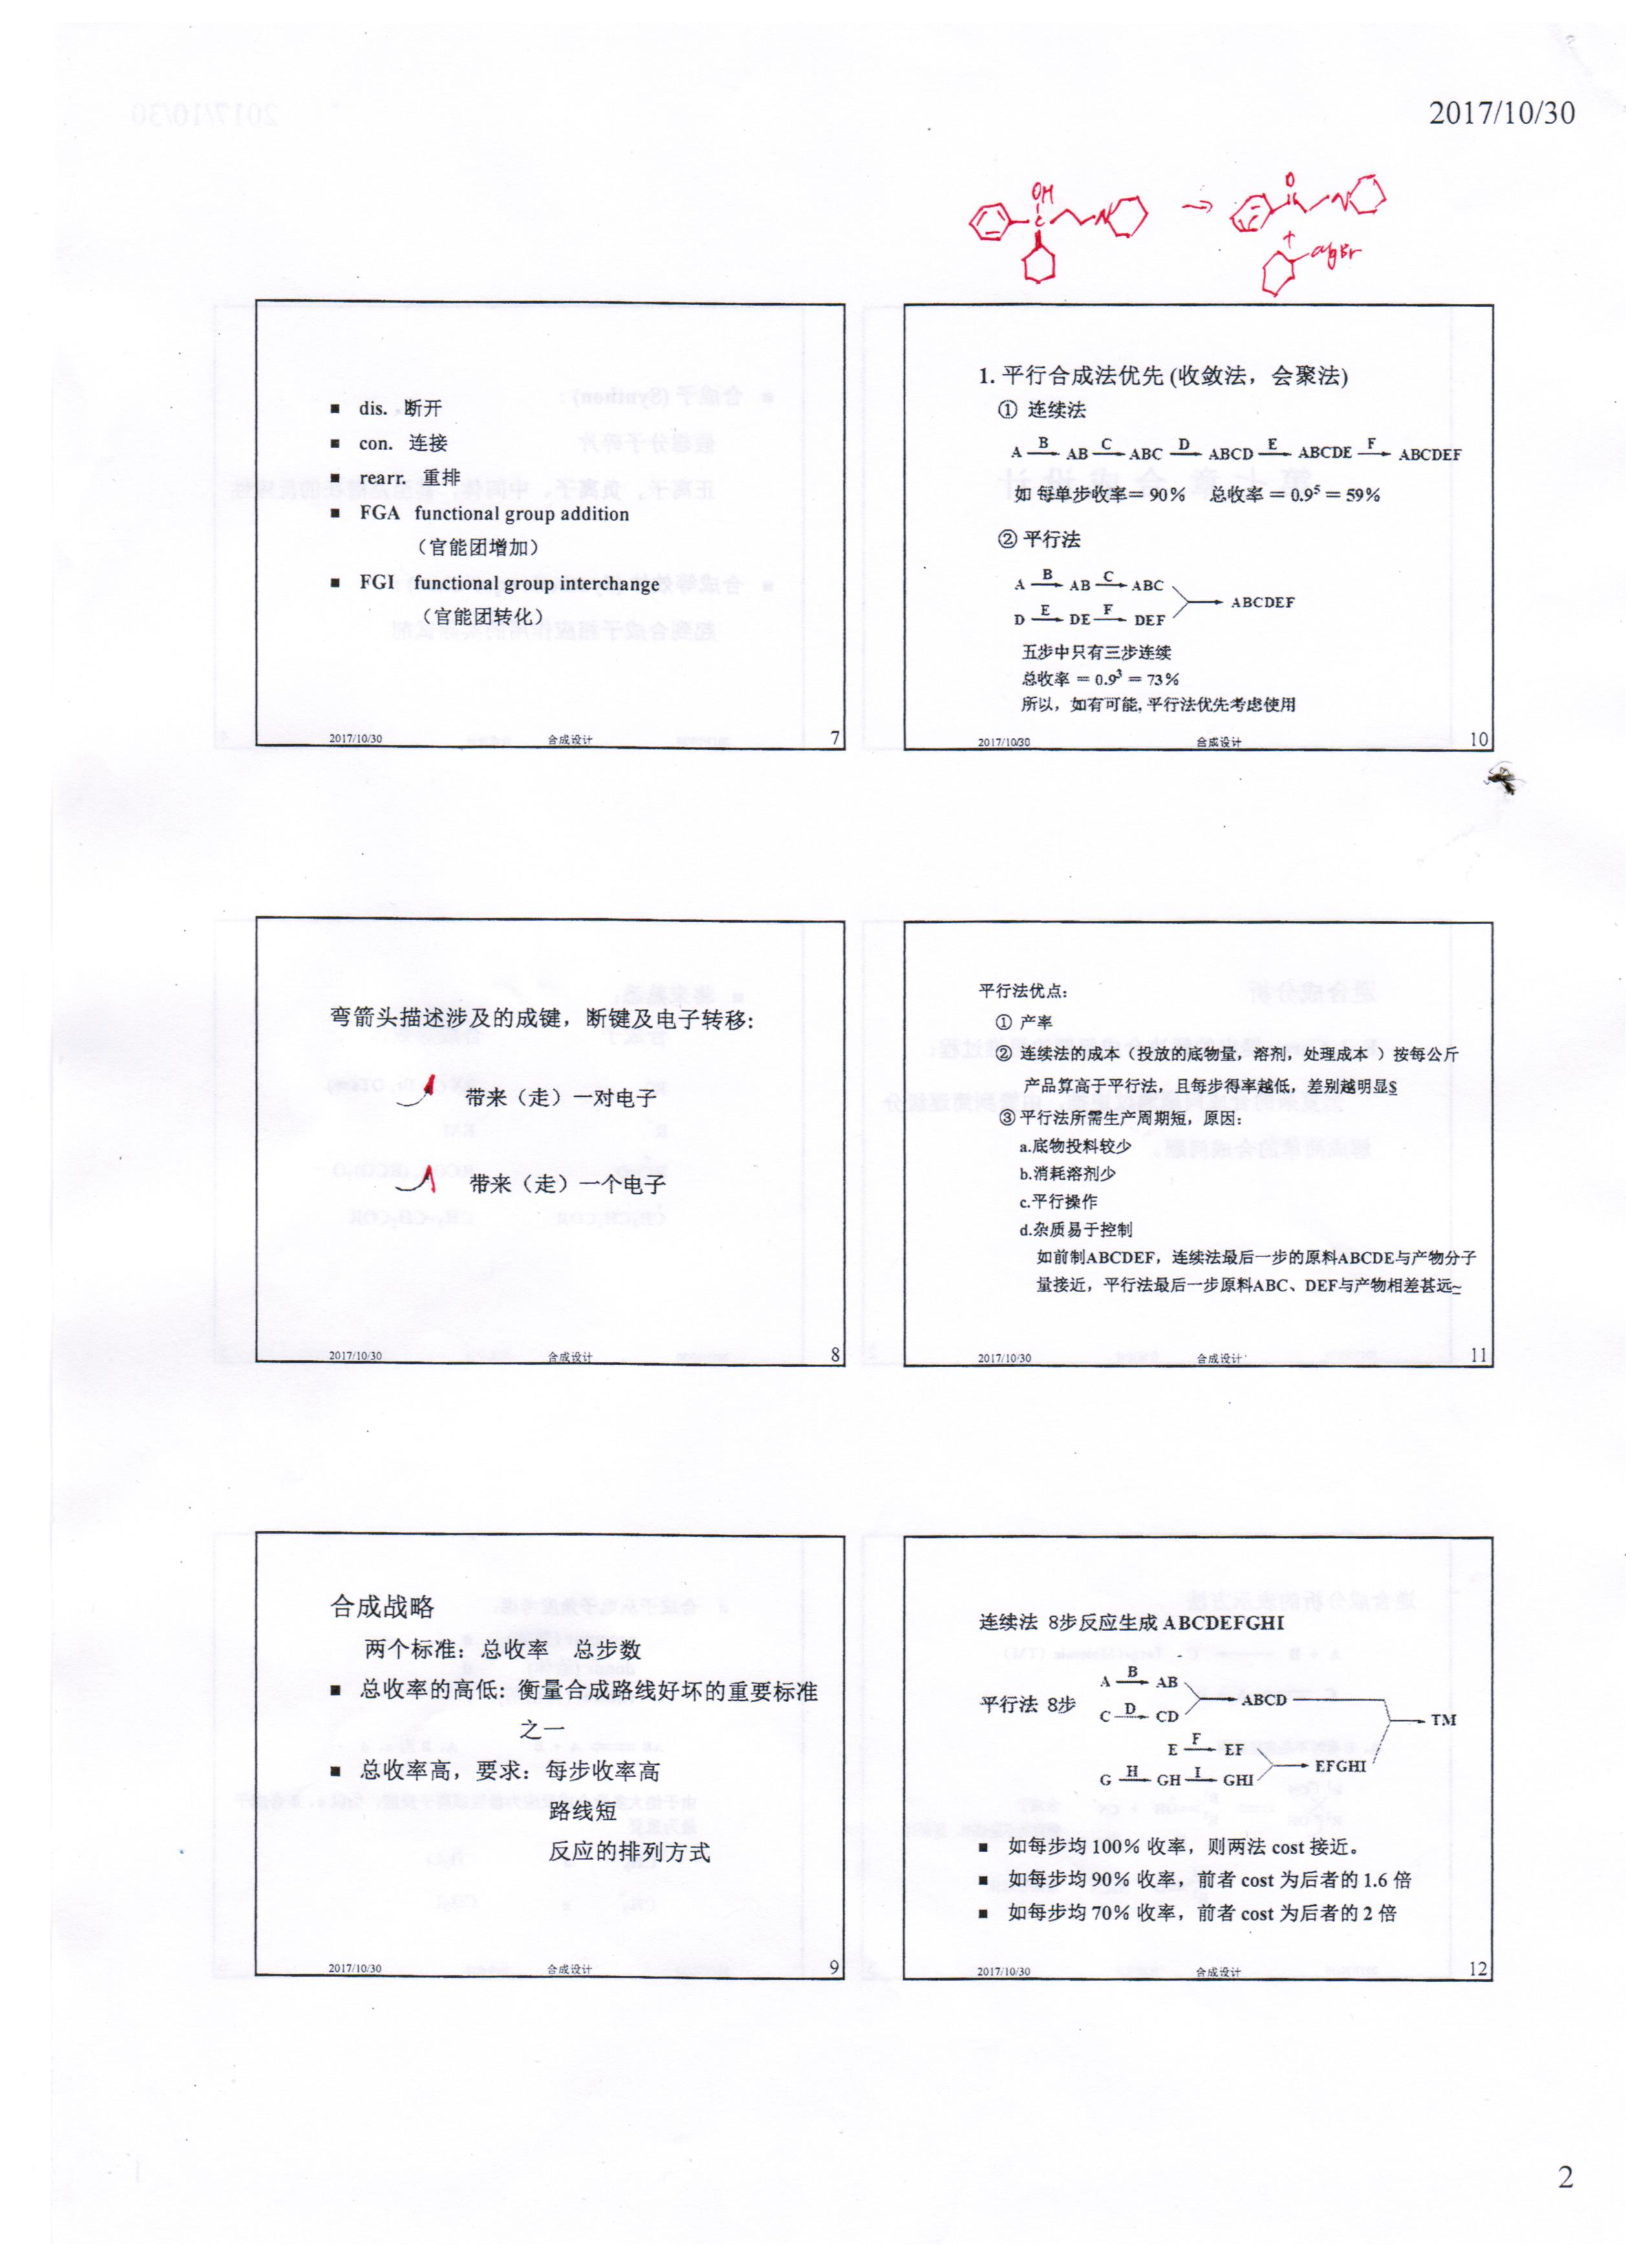 2017/10/30
OH
C
N
O
N
+
MgBr
■ dis. 断开
■ con. 连接
■ rearr. 重排
■ FGA functional group addition
（官能团增加）
■ FGI functional group interchange
（官能团转化）
2017/10/30 合成设计 7
弯箭头描述涉及的成键，断键及电子转移:
带来（走）一对电子
带来（走）一个电子
2017/10/30 合成设计 8
合成战略
两个标准：总收率 总步数
■ 总收率的高低: 衡量合成路线好坏的重要标准
之一
■ 总收率高，要求：每步收率高
路线短
反应的排列方式
2017/10/30 合成设计 9
1. 平行合成法优先 (收敛法，会聚法)
① 连续法
B C D E F
A AB ABC ABCD ABCDE ABCDEF
如 每单步收率＝90％ 总收率＝0.9⁵＝59％
② 平行法
B C
A AB ABC
ABCDEF
E F
D DE DEF
五步中只有三步连续
总收率＝0.9³＝73％
所以，如有可能, 平行法优先考虑使用
2017/10/30 合成设计 10
平行法优点:
① 产率
② 连续法的成本（投放的底物量，溶剂，处理成本 ）按每公斤
产品算高于平行法，且每步得率越低，差别越明显$
③平行法所需生产周期短，原因：
a.底物投料较少
b.消耗溶剂少
c.平行操作
d.杂质易于控制
如前制ABCDEF，连续法最后一步的原料ABCDE与产物分子
量接近，平行法最后一步原料ABC、DEF与产物相差甚远~
2017/10/30 合成设计 11
连续法 8步反应生成 ABCDEFGHI
B
A AB
平行法 8步 ABCD
D
C CD TM
F
E EF
EFGHI
H I
G GH GHI
■ 如每步均100％ 收率，则两法 cost 接近。
■ 如每步均90％ 收率，前者 cost 为后者的 1.6 倍
■ 如每步均 70％ 收率，前者 cost 为后者的 2 倍
2017/10/30 合成设计 12
2